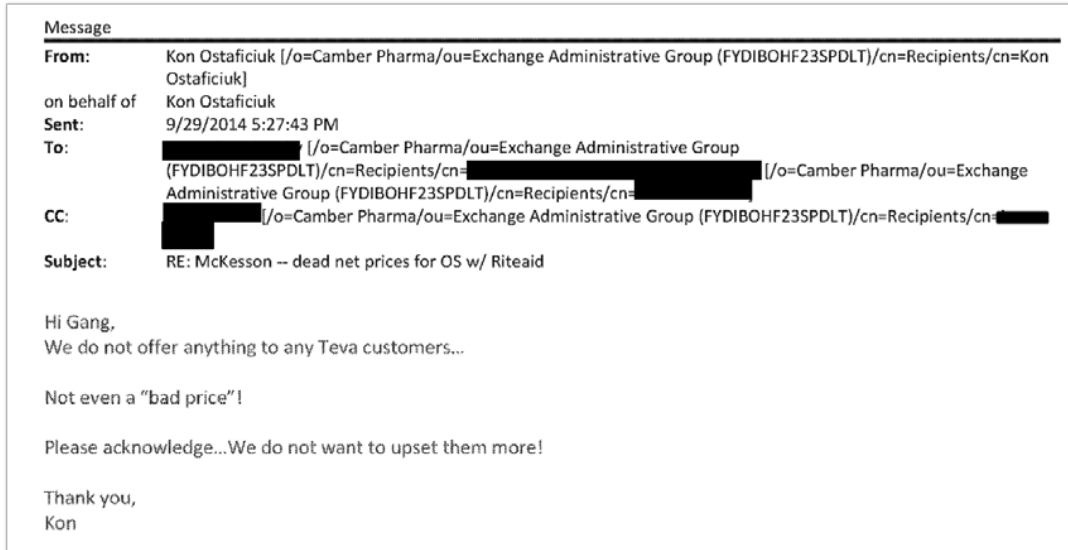 Message
From: Kon Ostaficiuk [/o=Camber Pharma/ou=Exchange Administrative Group (FYDIBOHF23SPDLT)/cn=Recipients/cn=Kon
Ostaficiuk]
on behalf of Kon Ostaficiuk
Sent: 9/29/2014 5:27:43 PM
To: [/o=Camber Pharma/ou=Exchange Administrative Group
(FYDIBOHF23SPDLT)/cn=Recipients/cn= [/o=Camber Pharma/ou=Exchange
Administrative Group (FYDIBOHF23SPDLT)/cn=Recipients/cn= ]
CC: [/o=Camber Pharma/ou=Exchange Administrative Group (FYDIBOHF23SPDLT)/cn=Recipients/cn=
Subject: RE: McKesson -- dead net prices for OS w/ Riteaid
Hi Gang,
We do not offer anything to any Teva customers...
Not even a “bad price”!
Please acknowledge...We do not want to upset them more!
Thank you,
Kon